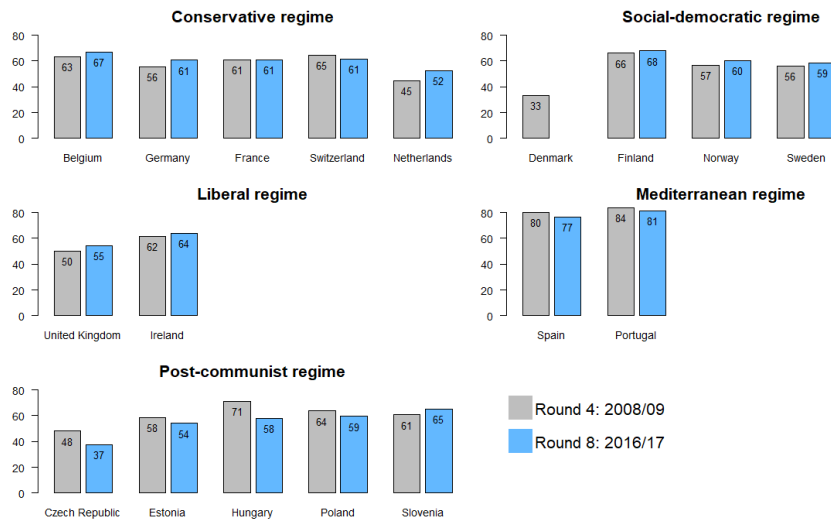 Conservative regime
80
60
40
20
0
63 67 56 61 61 61 65 61 45 52
Belgium Germany France Switzerland Netherlands
Social-democratic regime
80
60
40
20
0
33 66 68 57 60 56 59
Denmark Finland Norway Sweden
Liberal regime
80
60
40
20
0
50 55 62 64
United Kingdom Ireland
Mediterranean regime
80
60
40
20
0
80 77 84 81
Spain Portugal
Post-communist regime
80
60
40
20
0
48 37 58 54 71 58 64 59 61 65
Czech Republic Estonia Hungary Poland Slovenia
Round 4: 2008/09
Round 8: 2016/17